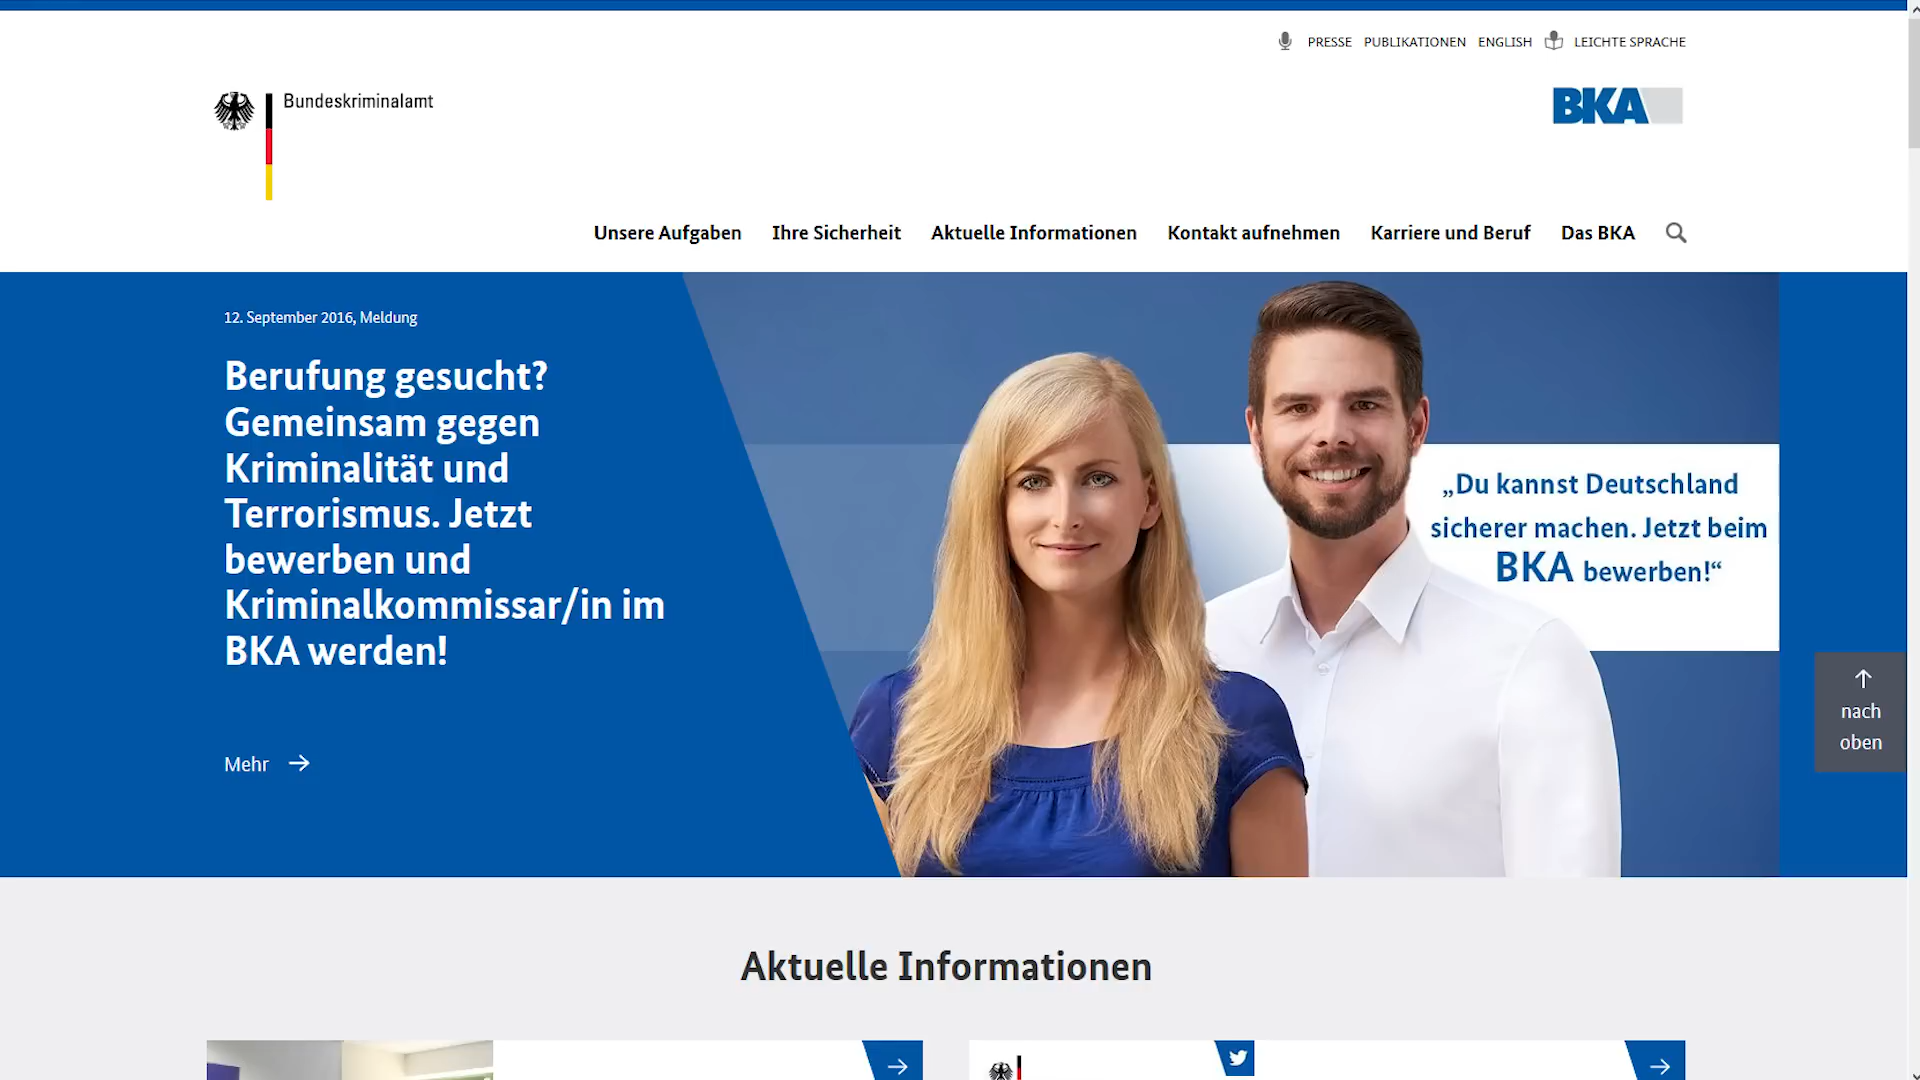 PRESSE PUBLIKATIONEN ENGLISH LEICHTE SPRACHE
Bundeskriminalamt
BKA
Unsere Aufgaben Ihre Sicherheit Aktuelle Informationen Kontakt aufnehmen Karriere und Beruf Das BKA
12. September 2016, Meldung
Berufung gesucht?
Gemeinsam gegen
Kriminalität und
Terrorismus. Jetzt
bewerben und
Kriminalkommissar/in im
BKA werden!
Mehr
„Du kannst Deutschland
sicherer machen. Jetzt beim
BKA bewerben!“
nach
oben
Aktuelle Informationen